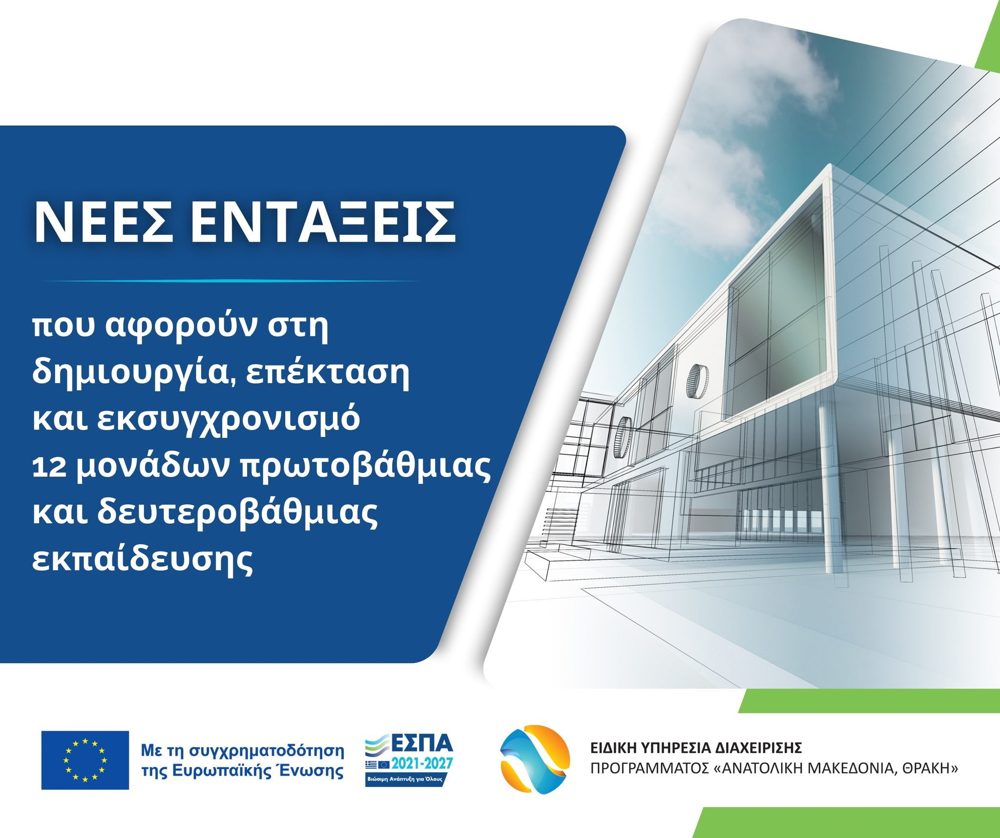 ΝΕΕΣ ΕΝΤΑΞΕΙΣ
που αφορούν στη
δημιουργία, επέκταση
και εκσυγχρονισμό
12 μονάδων πρωτοβάθμιας
και δευτεροβάθμιας
εκπαίδευσης
Με τη συγχρηματοδότηση
της Ευρωπαϊκής Ένωσης
ΕΣΠΑ
2021-2027
Βιώσιμη Ανάπτυξη για Όλους
ΕΙΔΙΚΗ ΥΠΗΡΕΣΙΑ ΔΙΑΧΕΙΡΙΣΗΣ
ΠΡΟΓΡΑΜΜΑΤΟΣ «ΑΝΑΤΟΛΙΚΗ ΜΑΚΕΔΟΝΙΑ, ΘΡΑΚΗ»